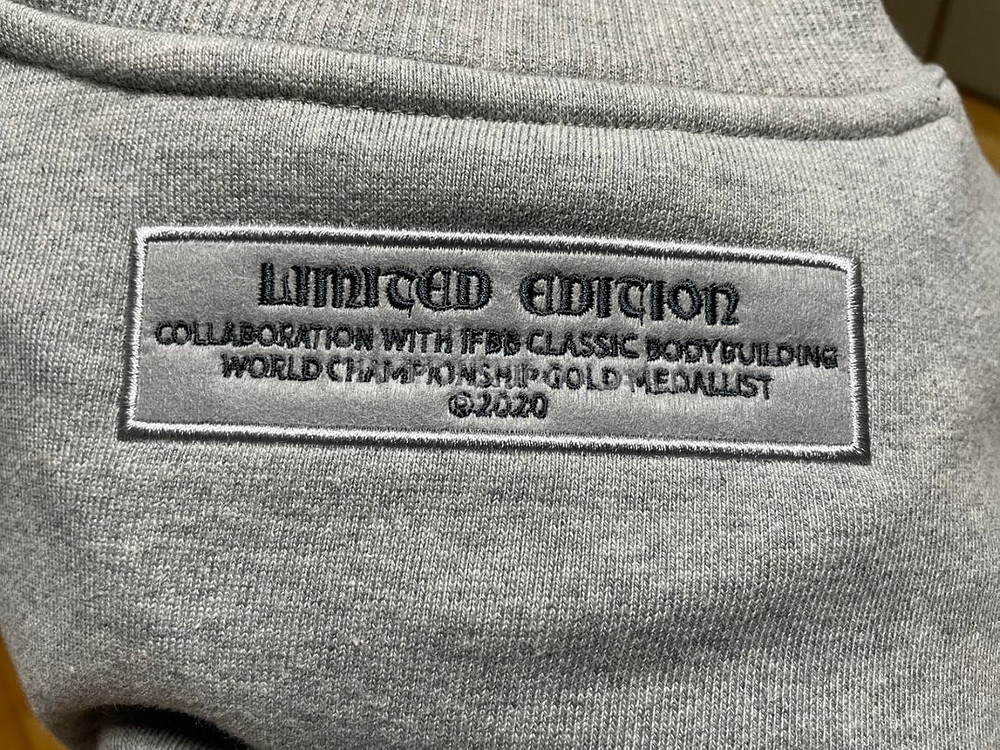 LIMITED EDITION
COLLABORATION WITH IFBB CLASSIC BODYBUILDING
WORLD CHAMPIONSHIP GOLD MEDALLIST
©2020